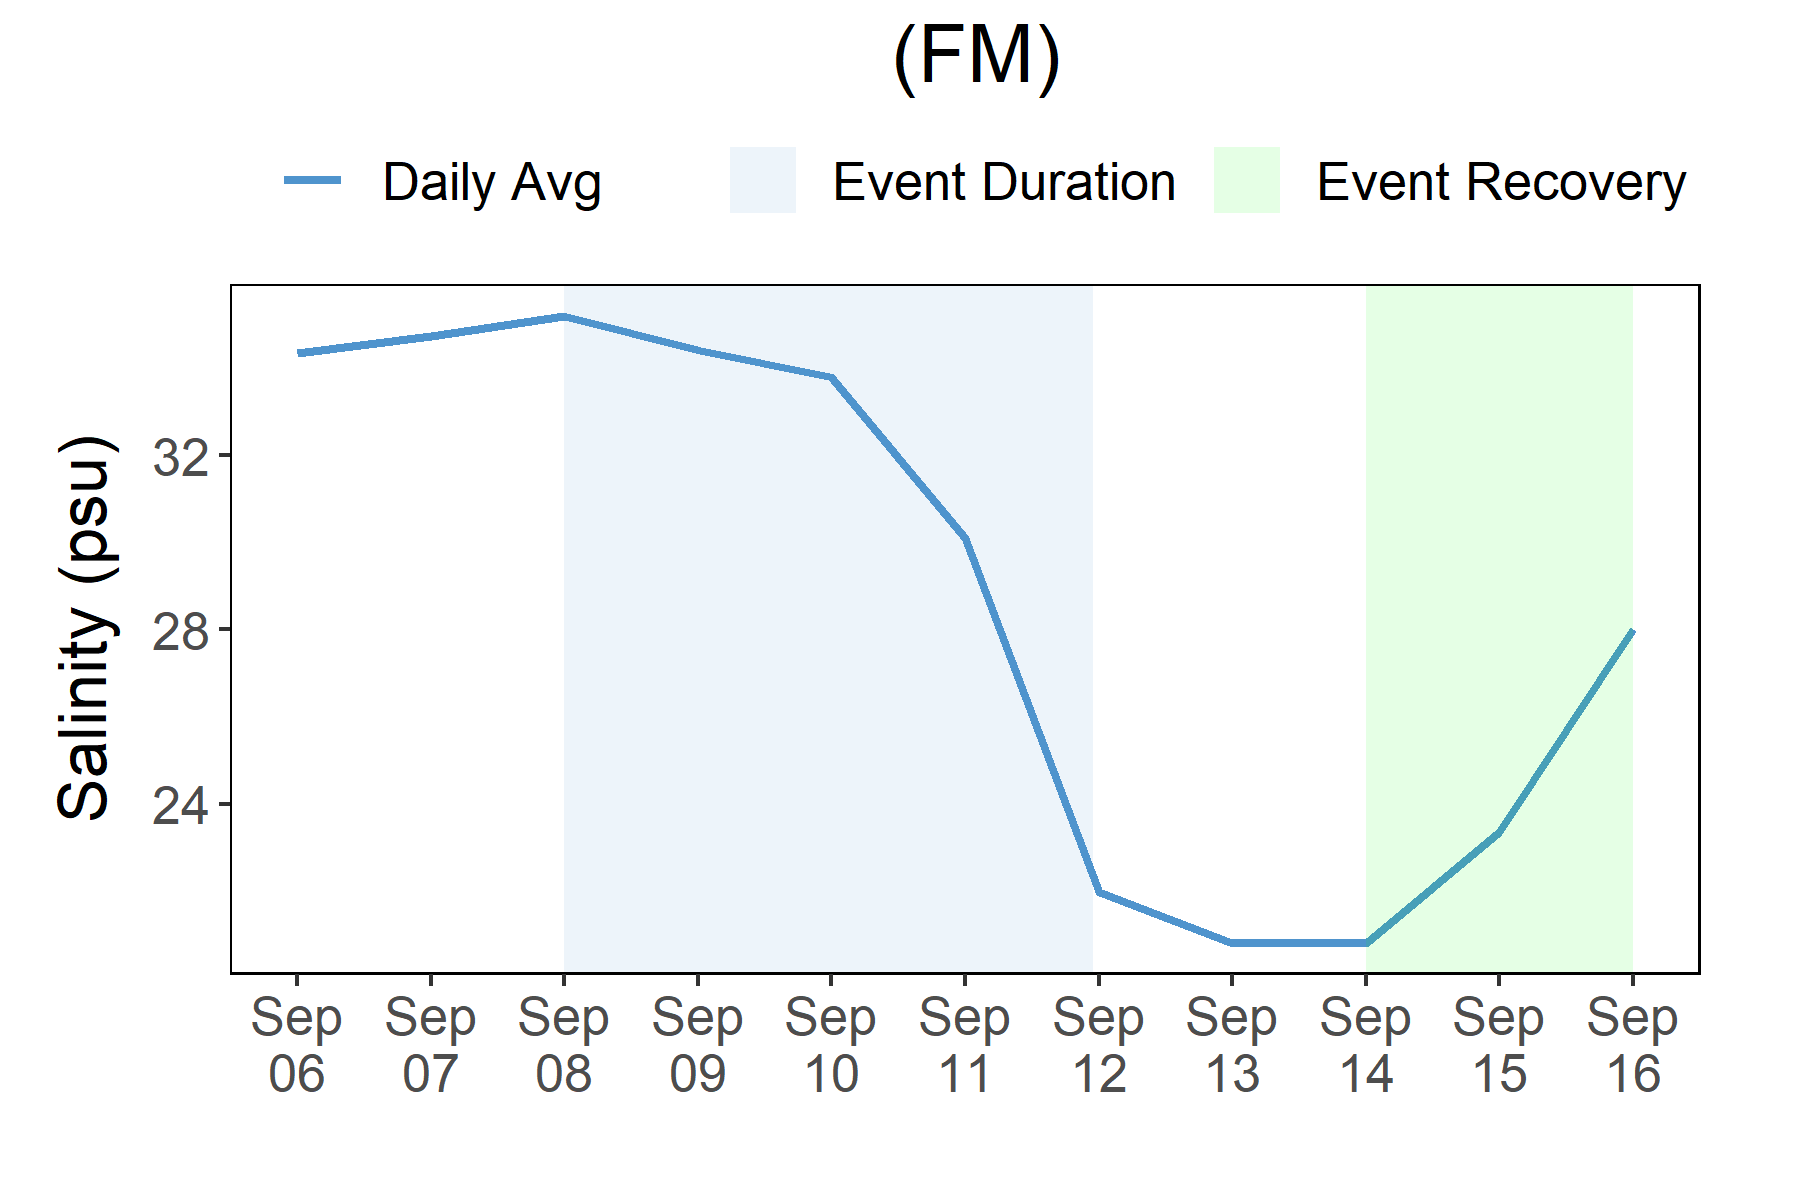 (FM)
Daily Avg
Event Duration
Event Recovery
Salinity (psu)
32
28
24
Sep 06
Sep 07
Sep 08
Sep 09
Sep 10
Sep 11
Sep 12
Sep 13
Sep 14
Sep 15
Sep 16